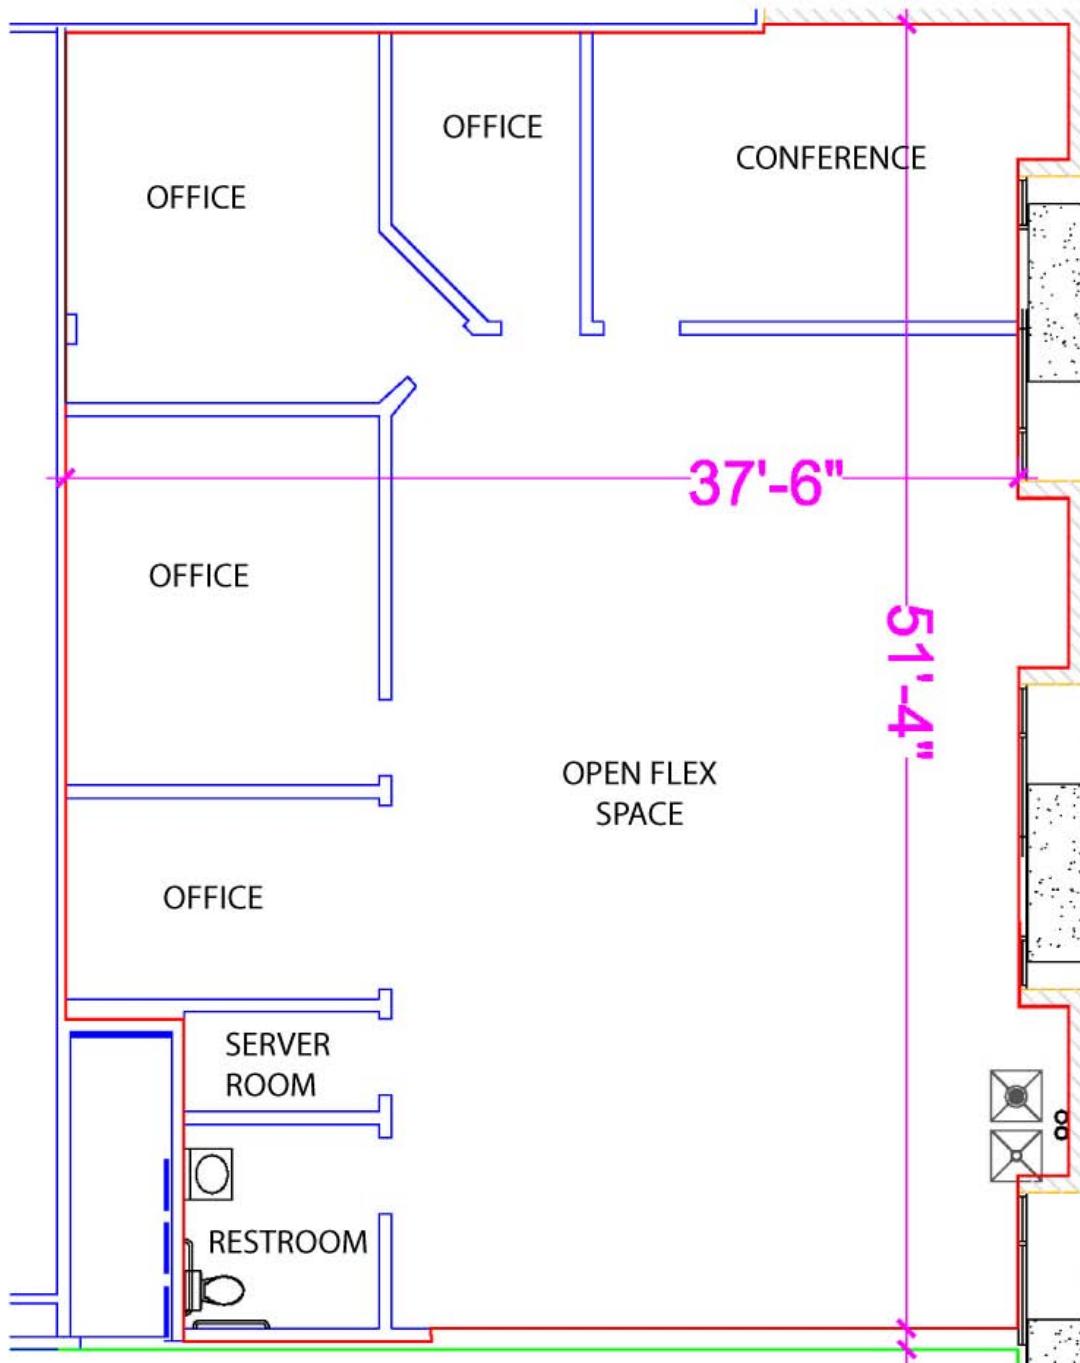 OFFICE
CONFERENCE
OFFICE
37'-6"
OFFICE
51'-4"
OPEN FLEX
SPACE
OFFICE
SERVER
ROOM
RESTROOM